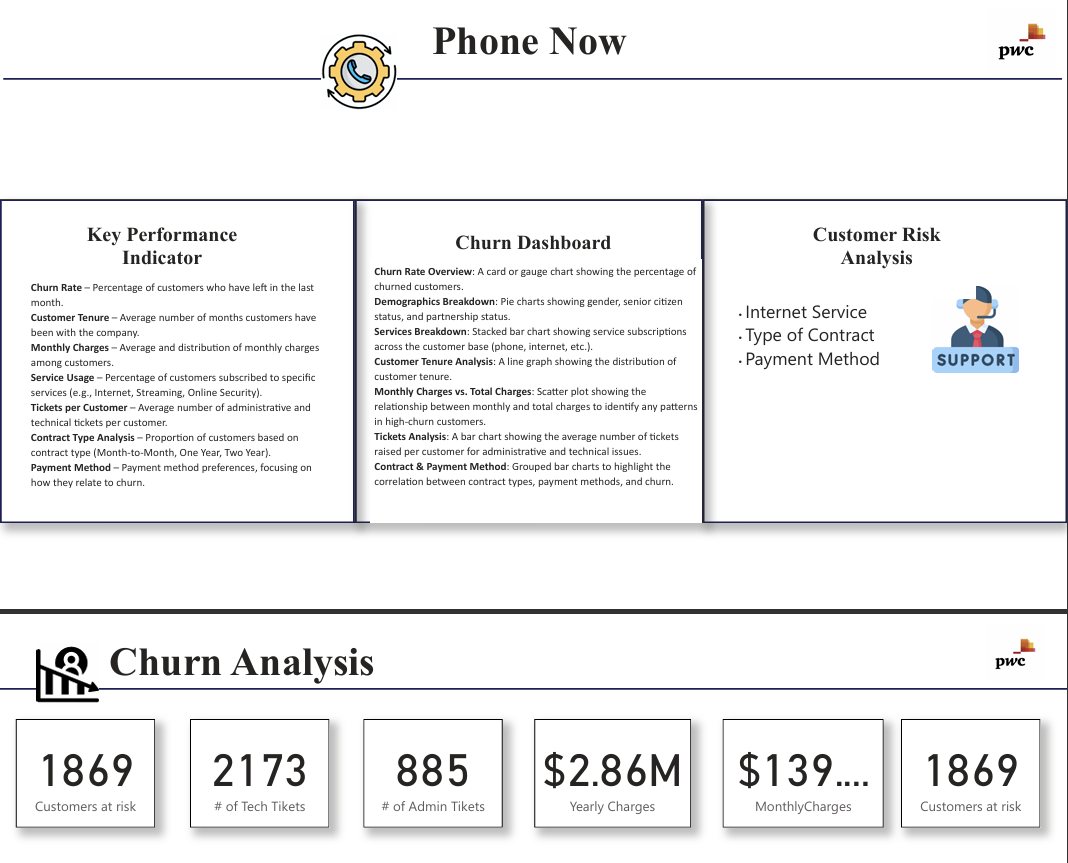 Phone Now
pwc
Key Performance
Indicator
Churn Rate – Percentage of customers who have left in the last
month.
Customer Tenure – Average number of months customers have
been with the company.
Monthly Charges – Average and distribution of monthly charges
among customers.
Service Usage – Percentage of customers subscribed to specific
services (e.g., Internet, Streaming, Online Security).
Tickets per Customer – Average number of administrative and
technical tickets per customer.
Contract Type Analysis – Proportion of customers based on
contract type (Month-to-Month, One Year, Two Year).
Payment Method – Payment method preferences, focusing on
how they relate to churn.
Churn Dashboard
Churn Rate Overview: A card or gauge chart showing the percentage of
churned customers.
Demographics Breakdown: Pie charts showing gender, senior citizen
status, and partnership status.
Services Breakdown: Stacked bar chart showing service subscriptions
across the customer base (phone, internet, etc.).
Customer Tenure Analysis: A line graph showing the distribution of
customer tenure.
Monthly Charges vs. Total Charges: Scatter plot showing the
relationship between monthly and total charges to identify any patterns
in high-churn customers.
Tickets Analysis: A bar chart showing the average number of tickets
raised per customer for administrative and technical issues.
Contract & Payment Method: Grouped bar charts to highlight the
correlation between contract types, payment methods, and churn.
Customer Risk
Analysis
• Internet Service
• Type of Contract
• Payment Method
SUPPORT
Churn Analysis
pwc
1869
Customers at risk
2173
# of Tech Tikets
885
# of Admin Tikets
$2.86M
Yearly Charges
$139....
MonthlyCharges
1869
Customers at risk